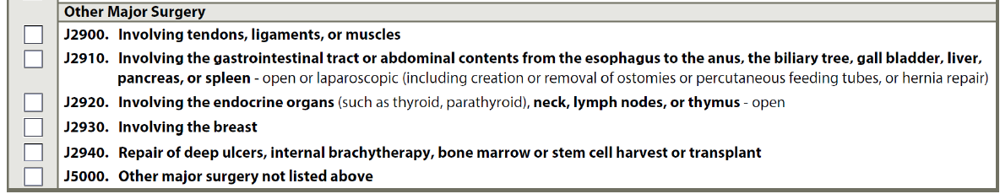 Other Major Surgery
J2900. Involving tendons, ligaments, or muscles
J2910. Involving the gastrointestinal tract or abdominal contents from the esophagus to the anus, the biliary tree, gall bladder, liver,
pancreas, or spleen - open or laparoscopic (including creation or removal of ostomies or percutaneous feeding tubes, or hernia repair)
J2920. Involving the endocrine organs (such as thyroid, parathyroid), neck, lymph nodes, or thymus - open
J2930. Involving the breast
J2940. Repair of deep ulcers, internal brachytherapy, bone marrow or stem cell harvest or transplant
J5000. Other major surgery not listed above